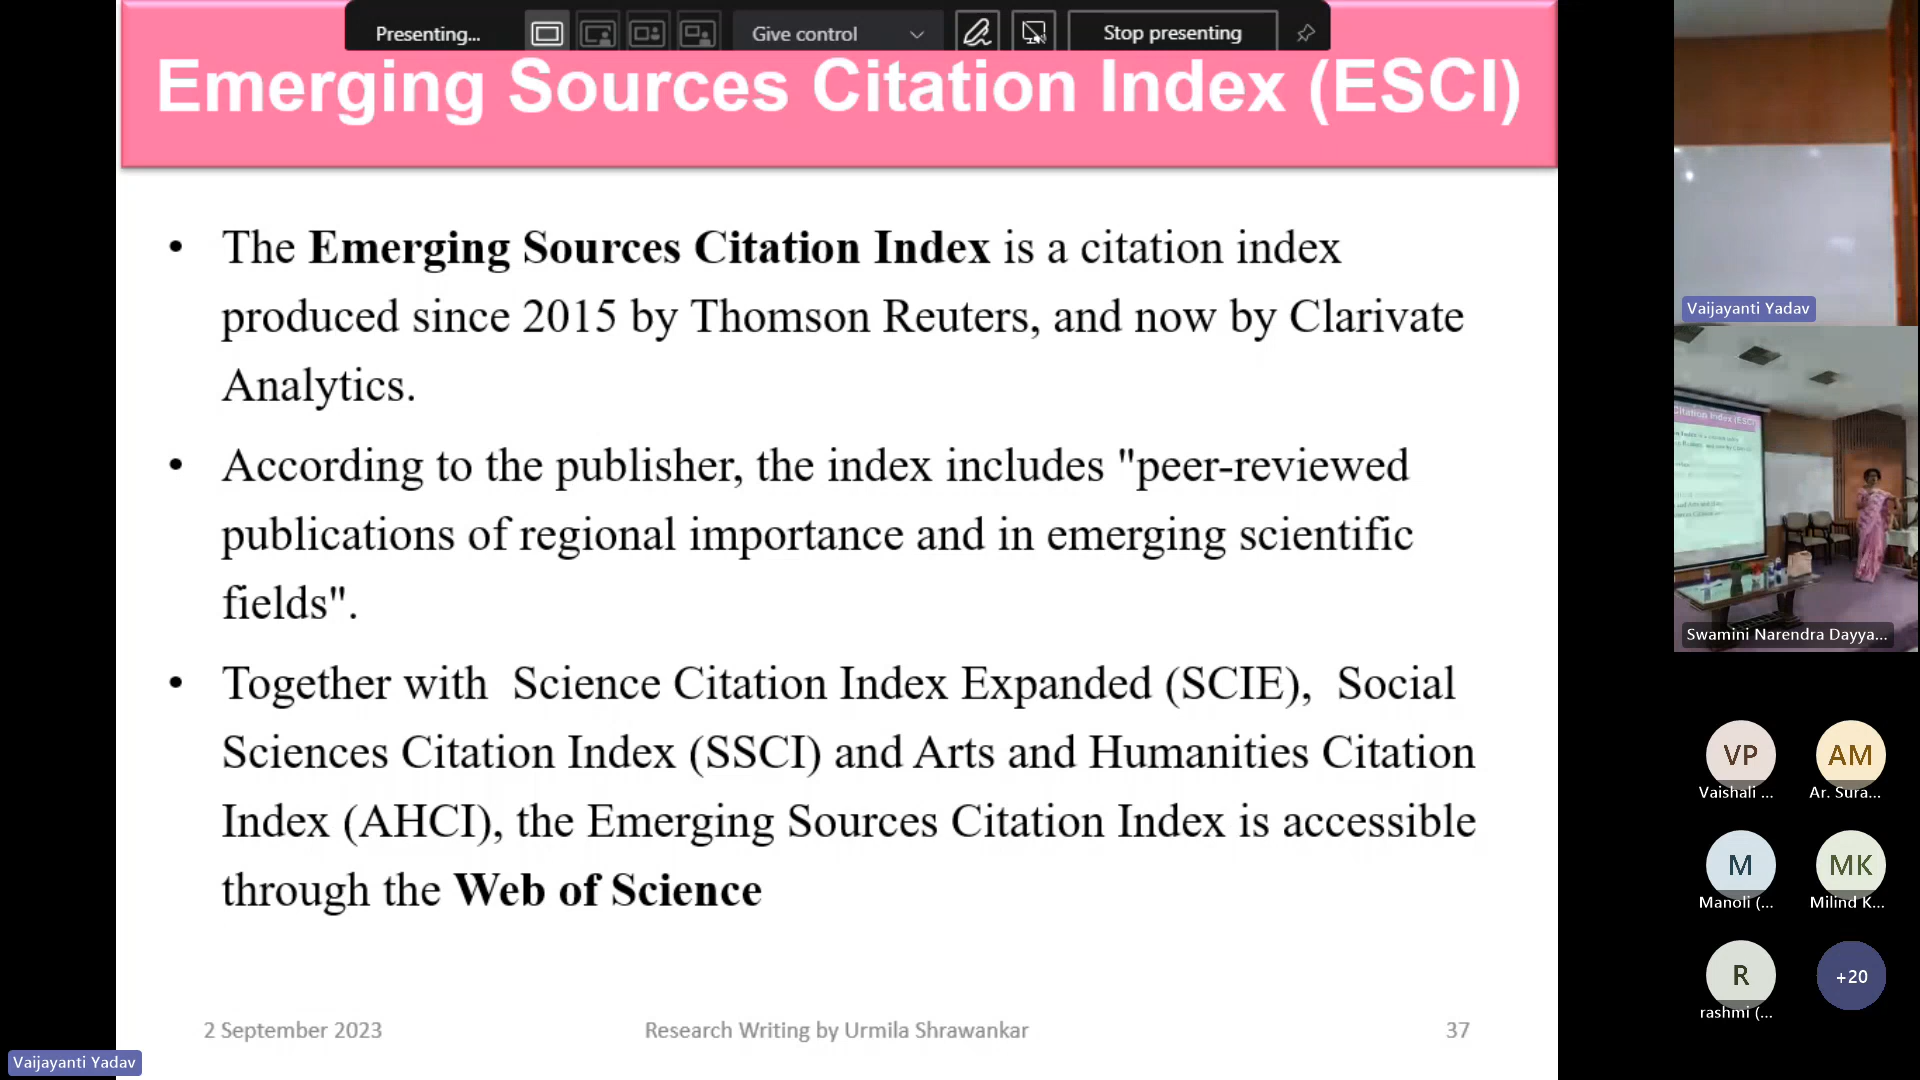 Presenting...
Give control
Stop presenting
Emerging Sources Citation Index (ESCI)
• The Emerging Sources Citation Index is a citation index
produced since 2015 by Thomson Reuters, and now by Clarivate
Analytics.
• According to the publisher, the index includes "peer-reviewed
publications of regional importance and in emerging scientific
fields".
• Together with Science Citation Index Expanded (SCIE), Social
Sciences Citation Index (SSCI) and Arts and Humanities Citation
Index (AHCI), the Emerging Sources Citation Index is accessible
through the Web of Science
2 September 2023
Research Writing by Urmila Shrawankar
37
Vaijayanti Yadav
Vaijayanti Yadav
Citation Index (ESCI)
Swamini Narendra Dayya...
VP
Vaishali ...
AM
Ar. Sura...
M
Manoli (...
MK
Milind K...
R
rashmi (...
+20